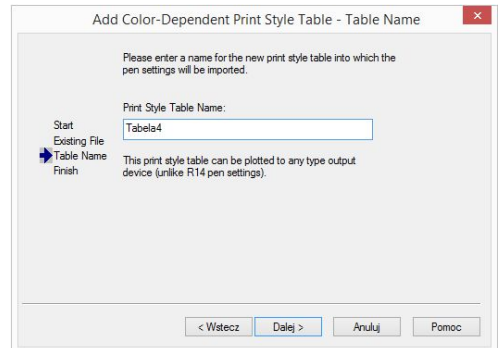 Add Color-Dependent Print Style Table - Table Name
Please enter a name for the new print style table into which the
pen settings will be imported.
Print Style Table Name:
Tabela4
Start
Existing File
Table Name
Finish
This print style table can be plotted to any type output
device (unlike R14 pen settings).
< Wstecz
Dalej >
Anuluj
Pomoc